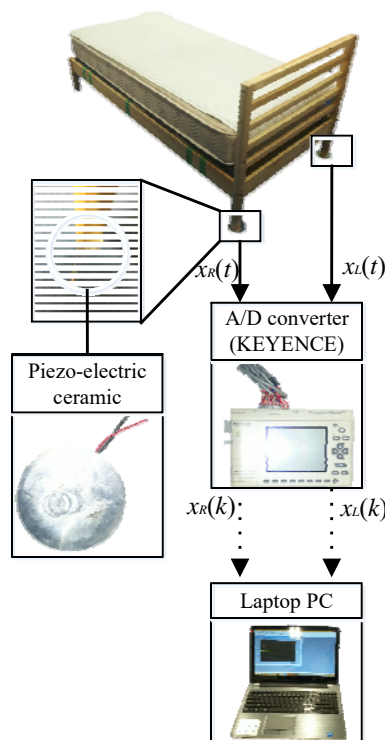 xR(t)
xL(t)
A/D converter
(KEYENCE)
Piezo-electric
ceramic
xR(k)
xL(k)
Laptop PC